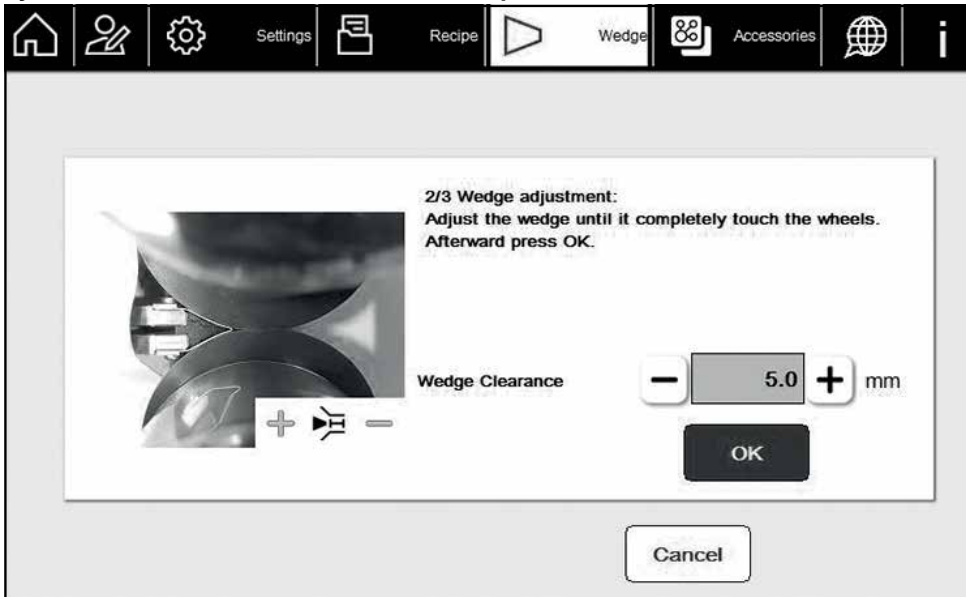 Settings
Recipe
Wedge
Accessories
i
2/3 Wedge adjustment:
Adjust the wedge until it completely touch the wheels.
Afterward press OK.
Wedge Clearance
− 5.0 + mm
+ −
OK
Cancel